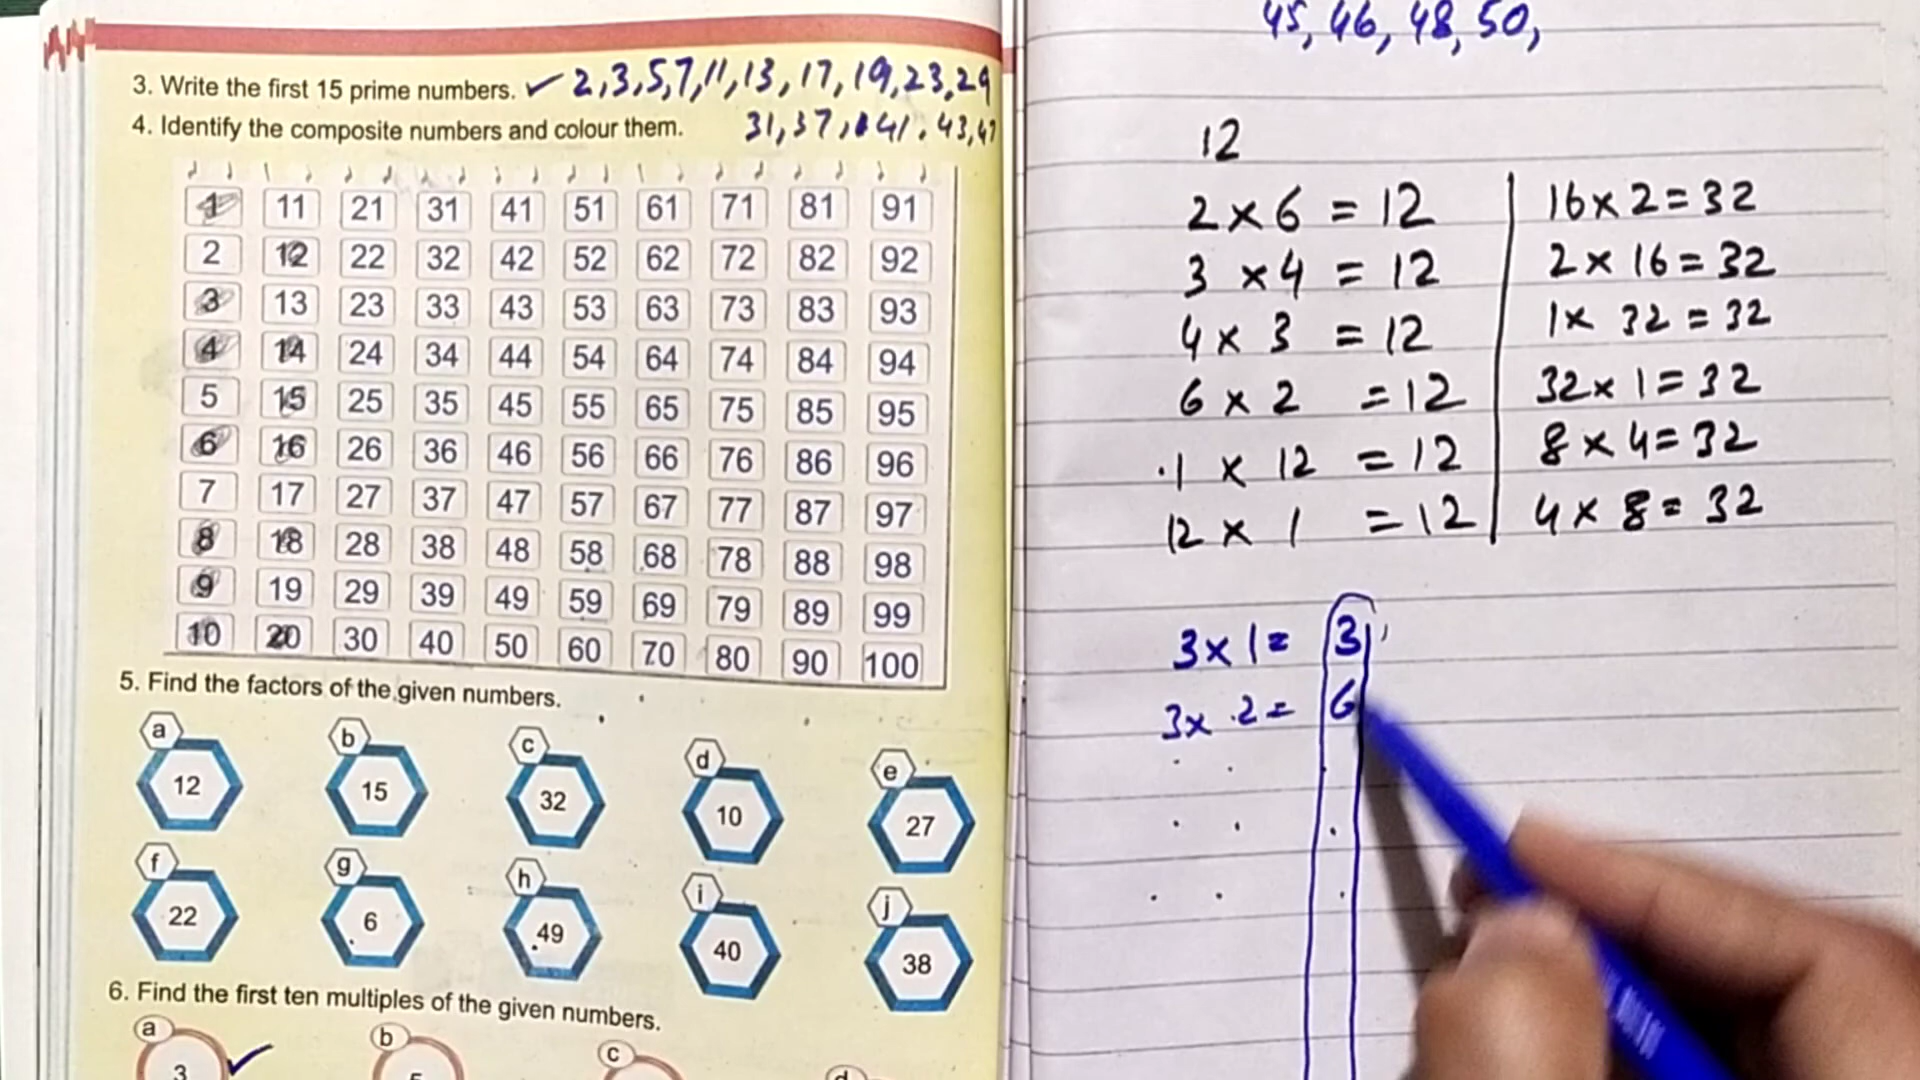 3. Write the first 15 prime numbers. 2,3,5,7,11,13,17,19,23,29
4. Identify the composite numbers and colour them. 31,37,41,43,47
1 11 21 31 41 51 61 71 81 91
2 12 22 32 42 52 62 72 82 92
3 13 23 33 43 53 63 73 83 93
4 14 24 34 44 54 64 74 84 94
5 15 25 35 45 55 65 75 85 95
6 16 26 36 46 56 66 76 86 96
7 17 27 37 47 57 67 77 87 97
8 18 28 38 48 58 68 78 88 98
9 19 29 39 49 59 69 79 89 99
10 20 30 40 50 60 70 80 90 100
5. Find the factors of the given numbers.
a b c d e
12 15 32 10 27
f g h i j
22 6 49 40 38
6. Find the first ten multiples of the given numbers.
a b c d
3
45, 46, 48, 50,
12
2 x 6 = 12
3 x 4 = 12
4 x 3 = 12
6 x 2 = 12
1 x 12 = 12
12 x 1 = 12
16 x 2 = 32
2 x 16 = 32
1 x 32 = 32
32 x 1 = 32
8 x 4 = 32
4 x 8 = 32
3 x 1 = 3
3 x 2 = 6